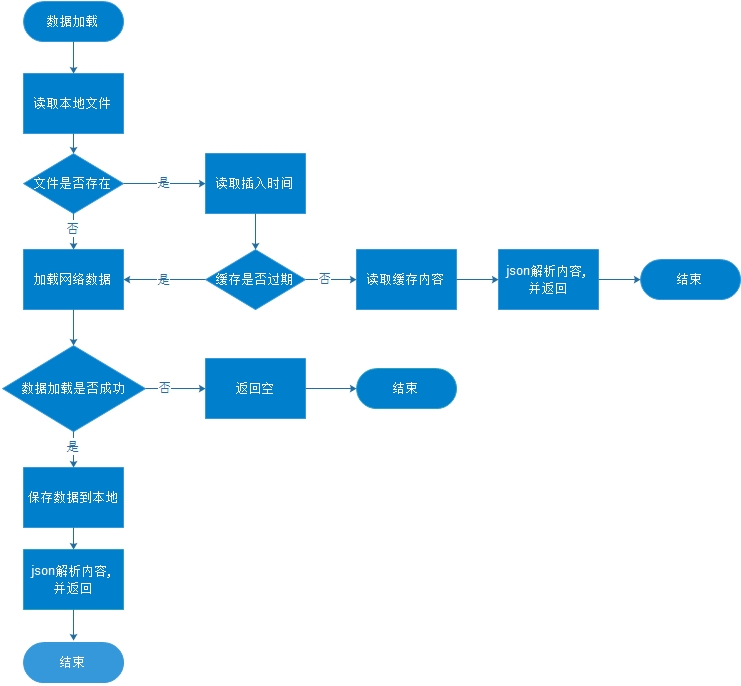 数据加载
读取本地文件
文件是否存在
是
读取插入时间
否
加载网络数据
是
缓存是否过期
否
读取缓存内容
json解析内容,
并返回
结束
数据加载是否成功
否
返回空
结束
是
保存数据到本地
json解析内容,
并返回
结束